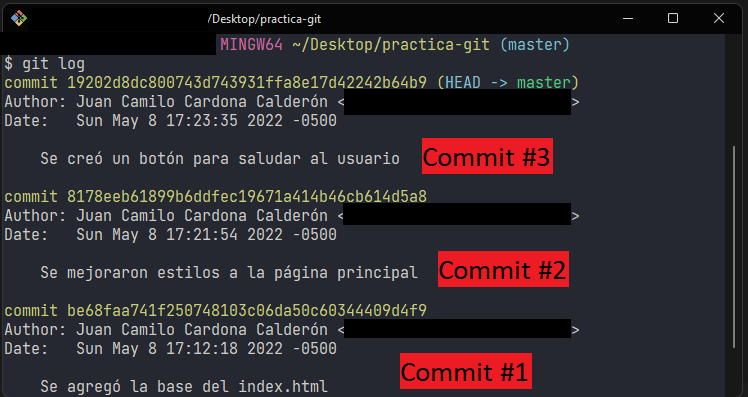 /Desktop/practica-git
MINGW64 ~/Desktop/practica-git (master)
$ git log
commit 19202d8dc800743d743931ffa8e17d42242b64b9 (HEAD -> master)
Author: Juan Camilo Cardona Calderón < >
Date:   Sun May 8 17:23:35 2022 -0500
Se creó un botón para saludar al usuario Commit #3
commit 8178eeb61899b6ddfec19671a414b46cb614d5a8
Author: Juan Camilo Cardona Calderón < >
Date:   Sun May 8 17:21:54 2022 -0500
Se mejoraron estilos a la página principal Commit #2
commit be68faa741f250748103c06da50c60344409d4f9
Author: Juan Camilo Cardona Calderón < >
Date:   Sun May 8 17:12:18 2022 -0500
Commit #1
Se agregó la base del index.html